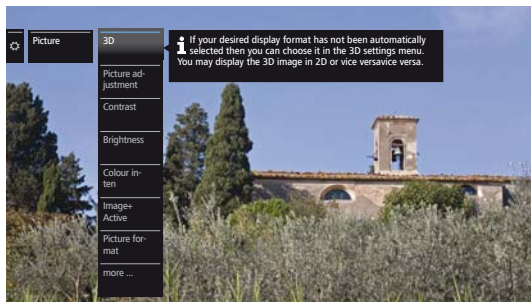 Picture
3D
If your desired display format has not been automatically
selected then you can choose it in the 3D settings menu.
You may display the 3D image in 2D or vice versavice versa.
Picture ad-
justment
Contrast
Brightness
Colour in-
ten
Image+
Active
Picture for-
mat
more ...